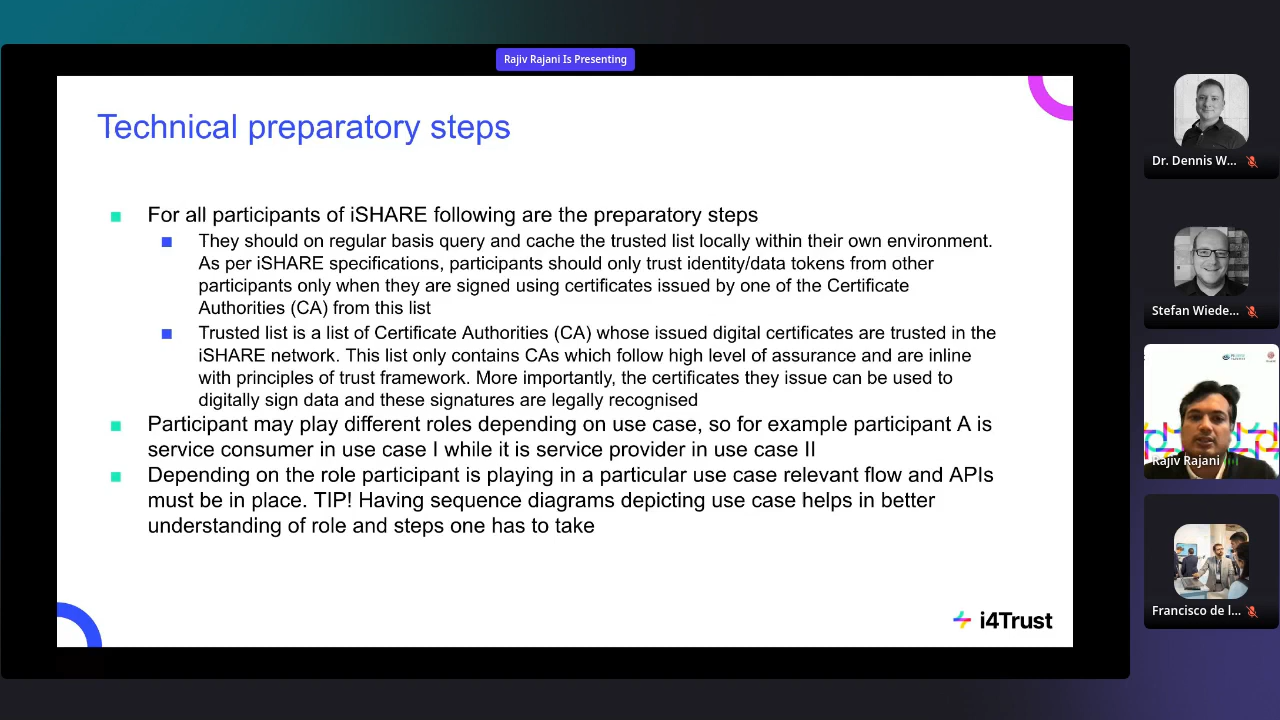 Rajiv Rajani Is Presenting
Technical preparatory steps
For all participants of iSHARE following are the preparatory steps
They should on regular basis query and cache the trusted list locally within their own environment.
As per iSHARE specifications, participants should only trust identity/data tokens from other
participants only when they are signed using certificates issued by one of the Certificate
Authorities (CA) from this list
Trusted list is a list of Certificate Authorities (CA) whose issued digital certificates are trusted in the
iSHARE network. This list only contains CAs which follow high level of assurance and are inline
with principles of trust framework. More importantly, the certificates they issue can be used to
digitally sign data and these signatures are legally recognised
Participant may play different roles depending on use case, so for example participant A is
service consumer in use case I while it is service provider in use case II
Depending on the role participant is playing in a particular use case relevant flow and APIs
must be in place. TIP! Having sequence diagrams depicting use case helps in better
understanding of role and steps one has to take
i4Trust
Dr. Dennis W...
Stefan Wiede...
Rajiv Rajani
Francisco de l...